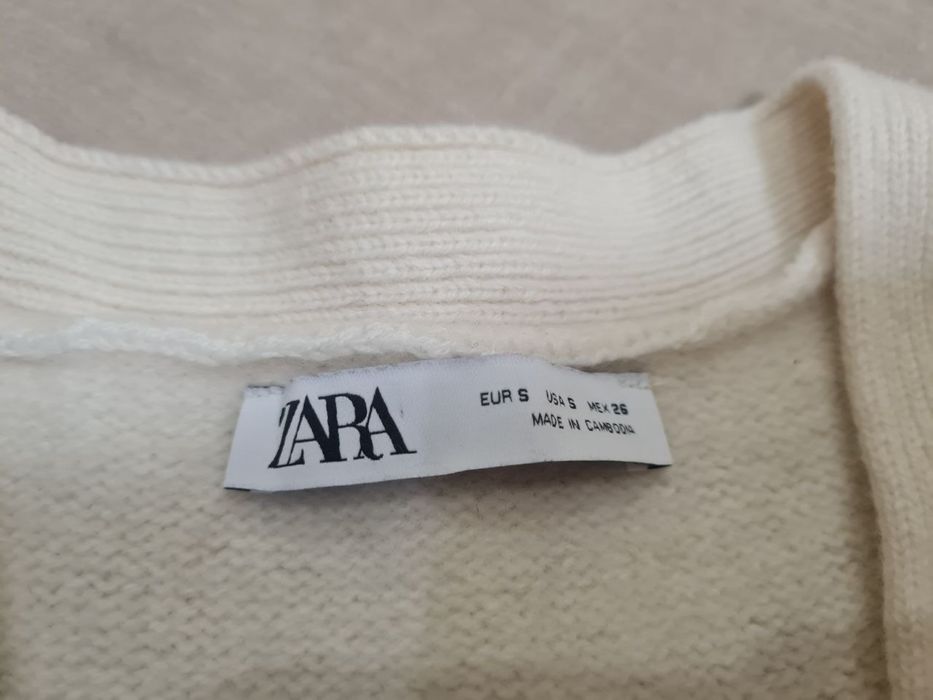 ZARA
EUR S USA S MEX 26
MADE IN CAMBODIA